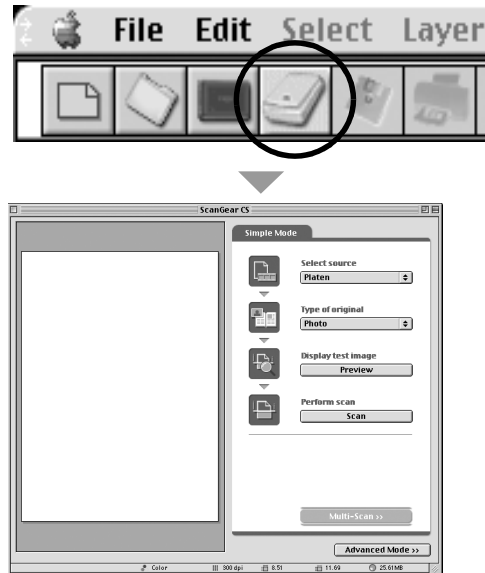 File Edit Select Layer
ScanGear CS
Simple Mode
Select source
Platen
Type of original
Photo
Display test image
Preview
Perform scan
Scan
Multi-Scan >>
Advanced Mode >>
Color 300 dpi 8.51 11.69 25.61MB